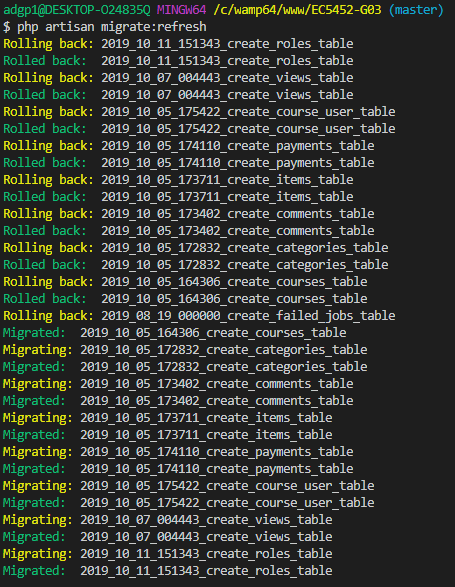 adgp1@DESKTOP-O24835Q MINGW64 /c/wamp64/www/EC5452-G03 (master)
$ php artisan migrate:refresh
Rolling back: 2019_10_11_151343_create_roles_table
Rolled back:  2019_10_11_151343_create_roles_table
Rolling back: 2019_10_07_004443_create_views_table
Rolled back:  2019_10_07_004443_create_views_table
Rolling back: 2019_10_05_175422_create_course_user_table
Rolled back:  2019_10_05_175422_create_course_user_table
Rolling back: 2019_10_05_174110_create_payments_table
Rolled back:  2019_10_05_174110_create_payments_table
Rolling back: 2019_10_05_173711_create_items_table
Rolled back:  2019_10_05_173711_create_items_table
Rolling back: 2019_10_05_173402_create_comments_table
Rolled back:  2019_10_05_173402_create_comments_table
Rolling back: 2019_10_05_172832_create_categories_table
Rolled back:  2019_10_05_172832_create_categories_table
Rolling back: 2019_10_05_164306_create_courses_table
Rolled back:  2019_10_05_164306_create_courses_table
Rolling back: 2019_08_19_000000_create_failed_jobs_table
Migrated:  2019_10_05_164306_create_courses_table
Migrating: 2019_10_05_172832_create_categories_table
Migrated:  2019_10_05_172832_create_categories_table
Migrating: 2019_10_05_173402_create_comments_table
Migrated:  2019_10_05_173402_create_comments_table
Migrating: 2019_10_05_173711_create_items_table
Migrated:  2019_10_05_173711_create_items_table
Migrating: 2019_10_05_174110_create_payments_table
Migrated:  2019_10_05_174110_create_payments_table
Migrating: 2019_10_05_175422_create_course_user_table
Migrated:  2019_10_05_175422_create_course_user_table
Migrating: 2019_10_07_004443_create_views_table
Migrated:  2019_10_07_004443_create_views_table
Migrating: 2019_10_11_151343_create_roles_table
Migrated:  2019_10_11_151343_create_roles_table